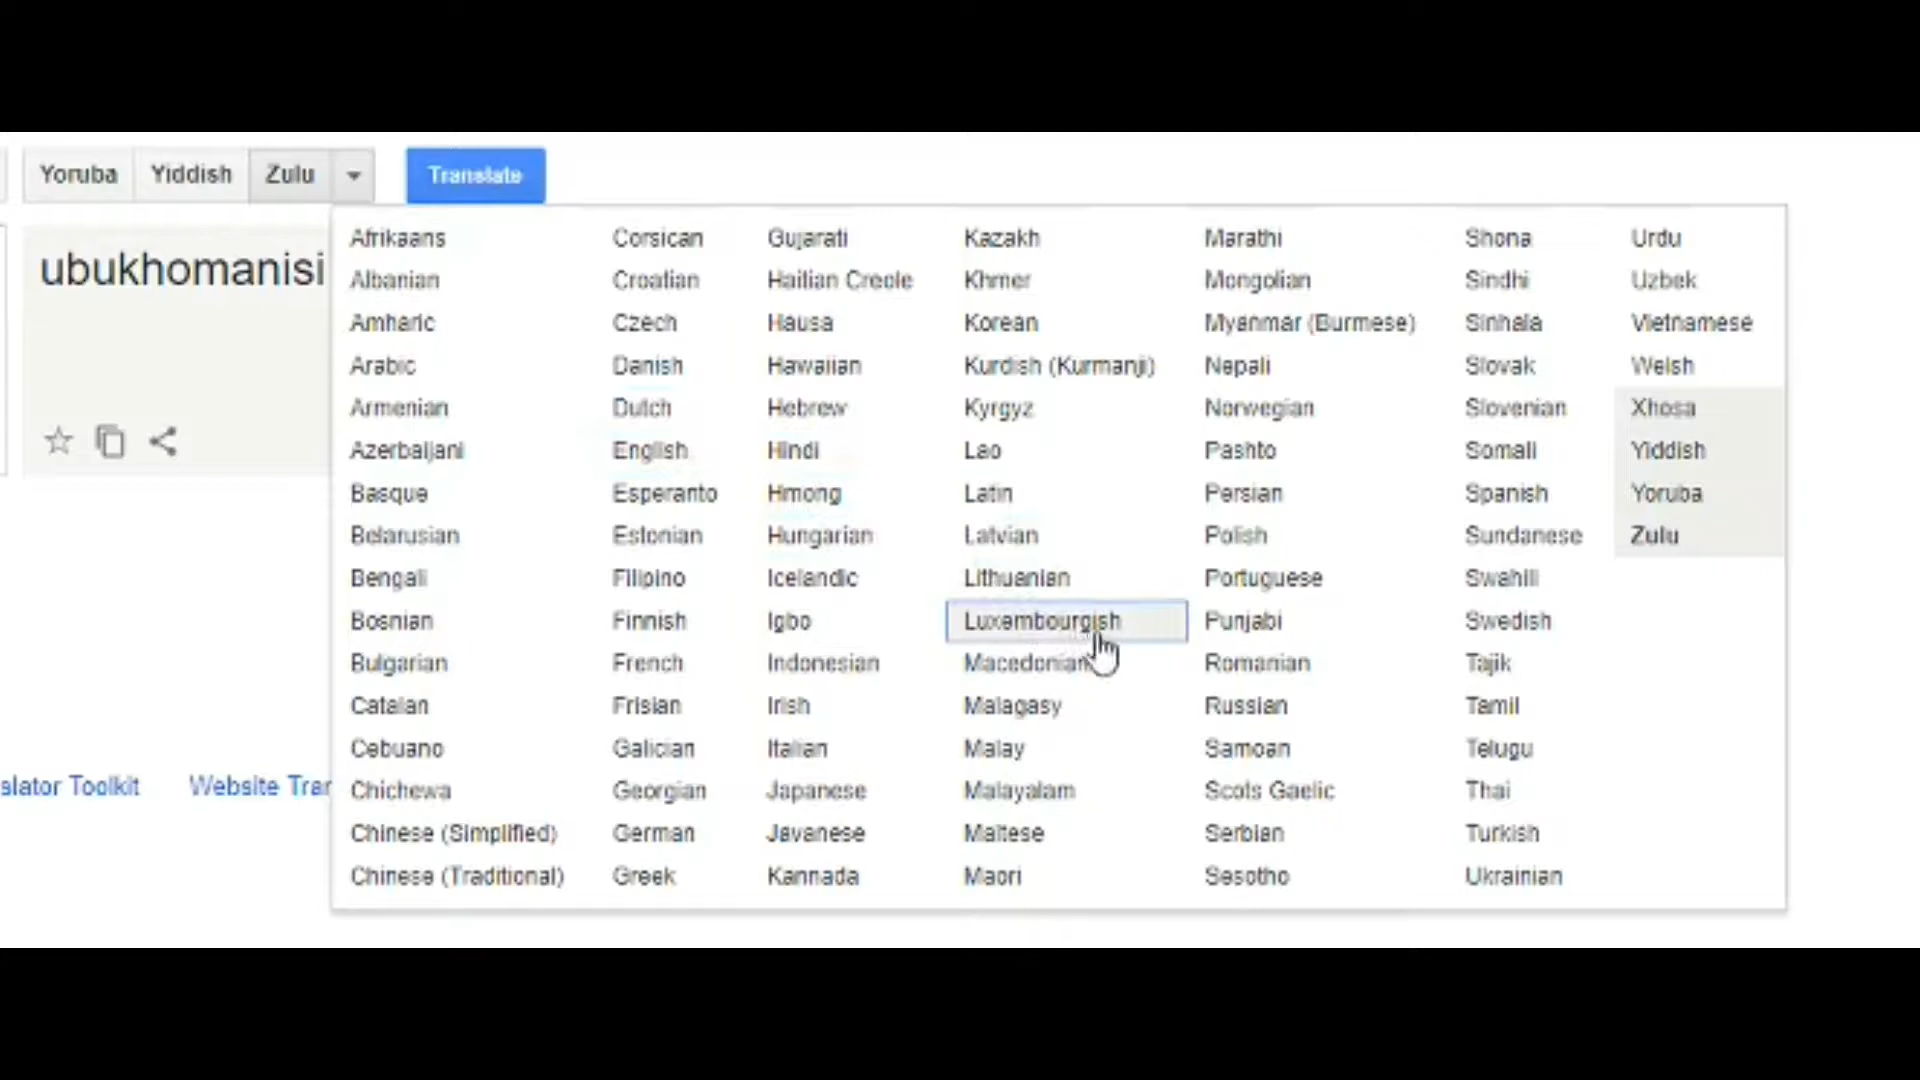 Yoruba Yiddish Zulu Translate
ubukhomanisi
slator Toolkit Website Tran
Afrikaans Corsican Gujarati Kazakh Marathi Shona Urdu
Albanian Croatian Haitian Creole Khmer Mongolian Sindhi Uzbek
Amharic Czech Hausa Korean Myanmar (Burmese) Sinhala Vietnamese
Arabic Danish Hawaiian Kurdish (Kurmanji) Nepali Slovak Welsh
Armenian Dutch Hebrew Kyrgyz Norwegian Slovenian Xhosa
Azerbaijani English Hindi Lao Pashto Somali Yiddish
Basque Esperanto Hmong Latin Persian Spanish Yoruba
Belarusian Estonian Hungarian Latvian Polish Sundanese Zulu
Bengali Filipino Icelandic Lithuanian Portuguese Swahili
Bosnian Finnish Igbo Luxembourgish Punjabi Swedish
Bulgarian French Indonesian Macedonian Romanian Tajik
Catalan Frisian Irish Malagasy Russian Tamil
Cebuano Galician Italian Malay Samoan Telugu
Chichewa Georgian Japanese Malayalam Scots Gaelic Thai
Chinese (Simplified) German Javanese Maltese Serbian Turkish
Chinese (Traditional) Greek Kannada Maori Sesotho Ukrainian